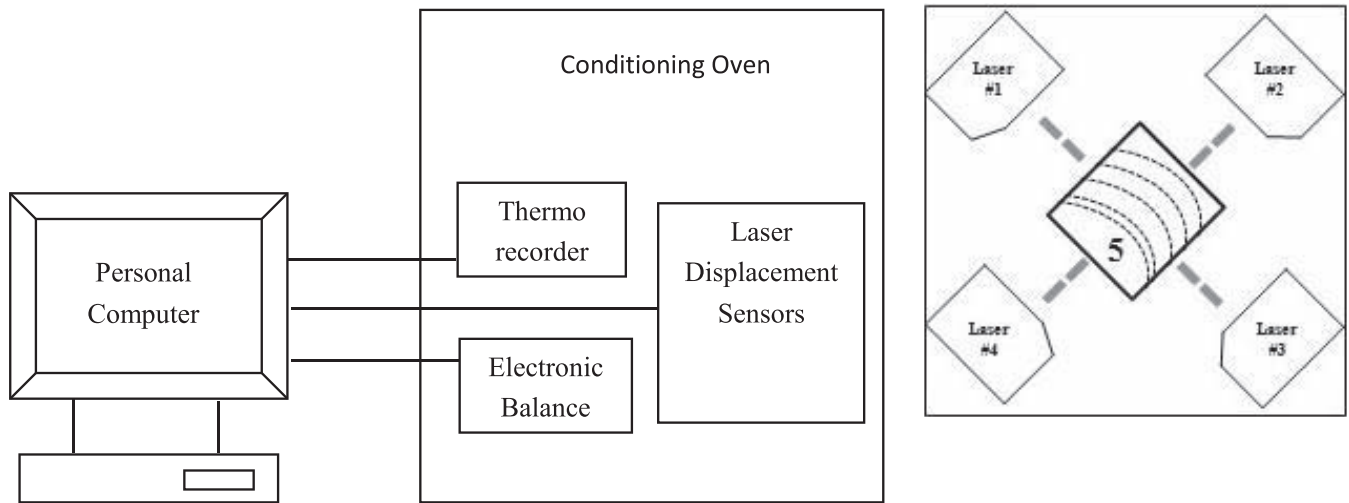 Conditioning Oven
Thermo
recorder
Laser
Displacement
Sensors
Personal
Computer
Electronic
Balance
Laser
#1
Laser
#2
5
Laser
#4
Laser
#3